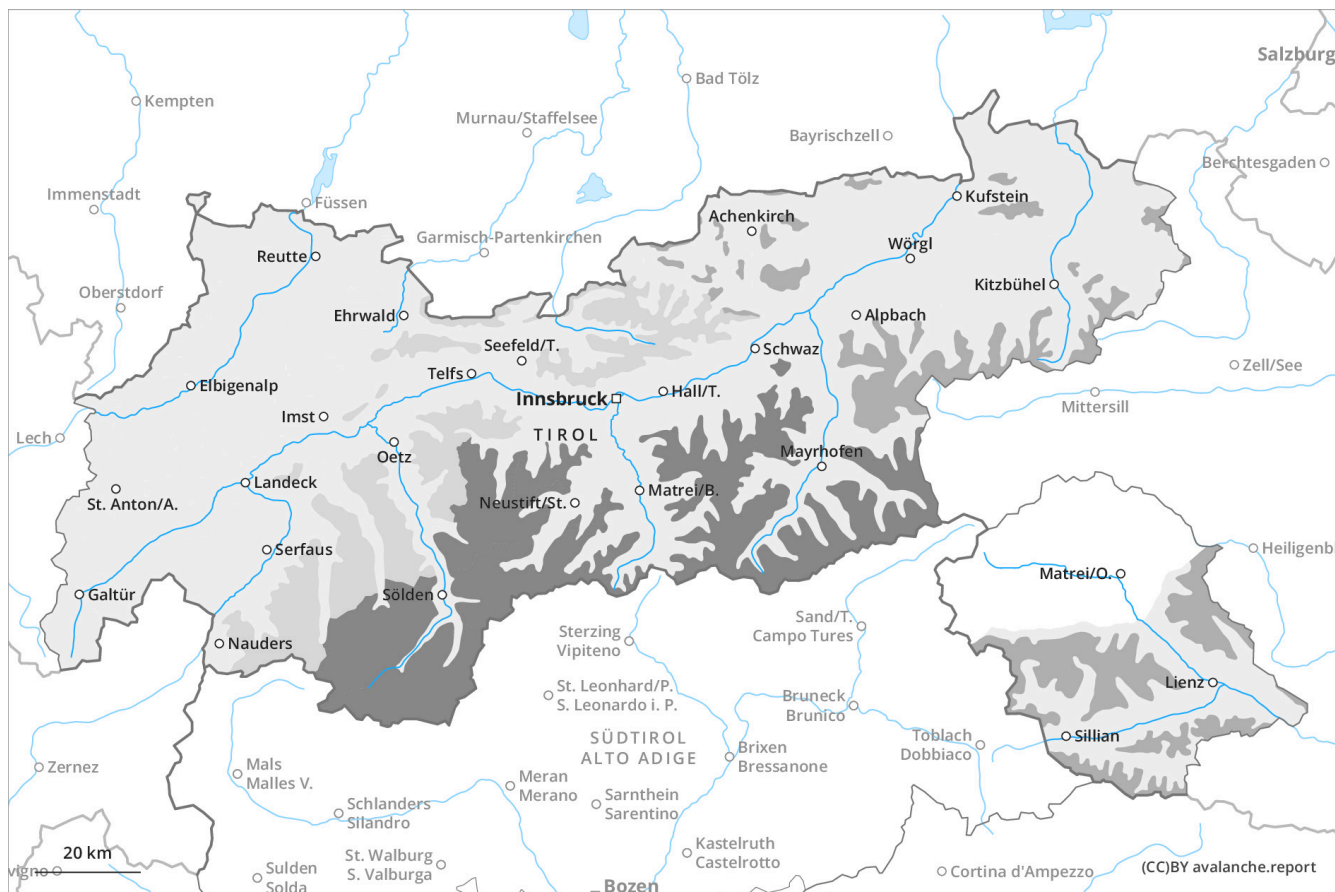 Salzburg
Bad Tölz
Kempten
Murnau/Staffelsee
Bayrischzell
Berchtesgaden
Immenstadt
Füssen
Kufstein
Achenkirch
Garmisch-Partenkirchen
Wörgl
Reutte
Oberstdorf
Kitzbühel
Ehrwald
Alpbach
Seefeld/T.
Schwaz
Zell/See
Telfs
Elbigenalp
Hall/T.
Innsbruck
Mittersill
Imst
Lech
TIROL
Oetz
Mayrhofen
Landeck
Matrei/B.
St. Anton/A.
Neustift/St.
Serfaus
Heiligenb
Matrei/O.
Galtür
Sölden
Sand/T.
Campo Tures
Sterzing
Vipiteno
Nauders
Lienz
St. Leonhard/P.
S. Leonardo i. P.
Bruneck
Brunico
Sillian
Toblach
Dobbiaco
SÜDTIROL
ALTO ADIGE
Brixen
Bressanone
Zernez
Mals
Malles V.
Meran
Merano
Schlanders
Silandro
Sarnthein
Sarentino
Kastelruth
Castelrotto
20 km
St. Walburg
S. Valburga
vigno
Sulden
Solda
Bozen
Cortina d'Ampezzo
(CC)BY avalanche.report